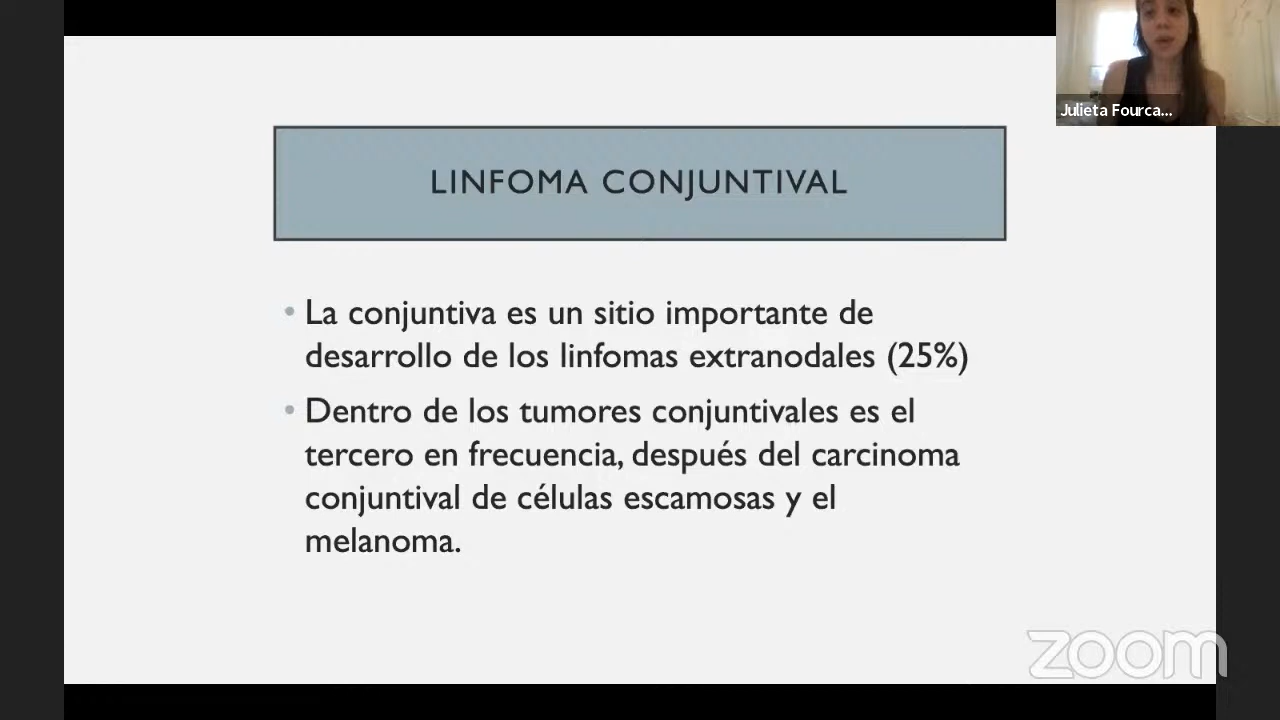 Julieta Fourca...
LINFOMA CONJUNTIVAL
• La conjuntiva es un sitio importante de
desarrollo de los linfomas extranodales (25%)
• Dentro de los tumores conjuntivales es el
tercero en frecuencia, después del carcinoma
conjuntival de células escamosas y el
melanoma.
zoom